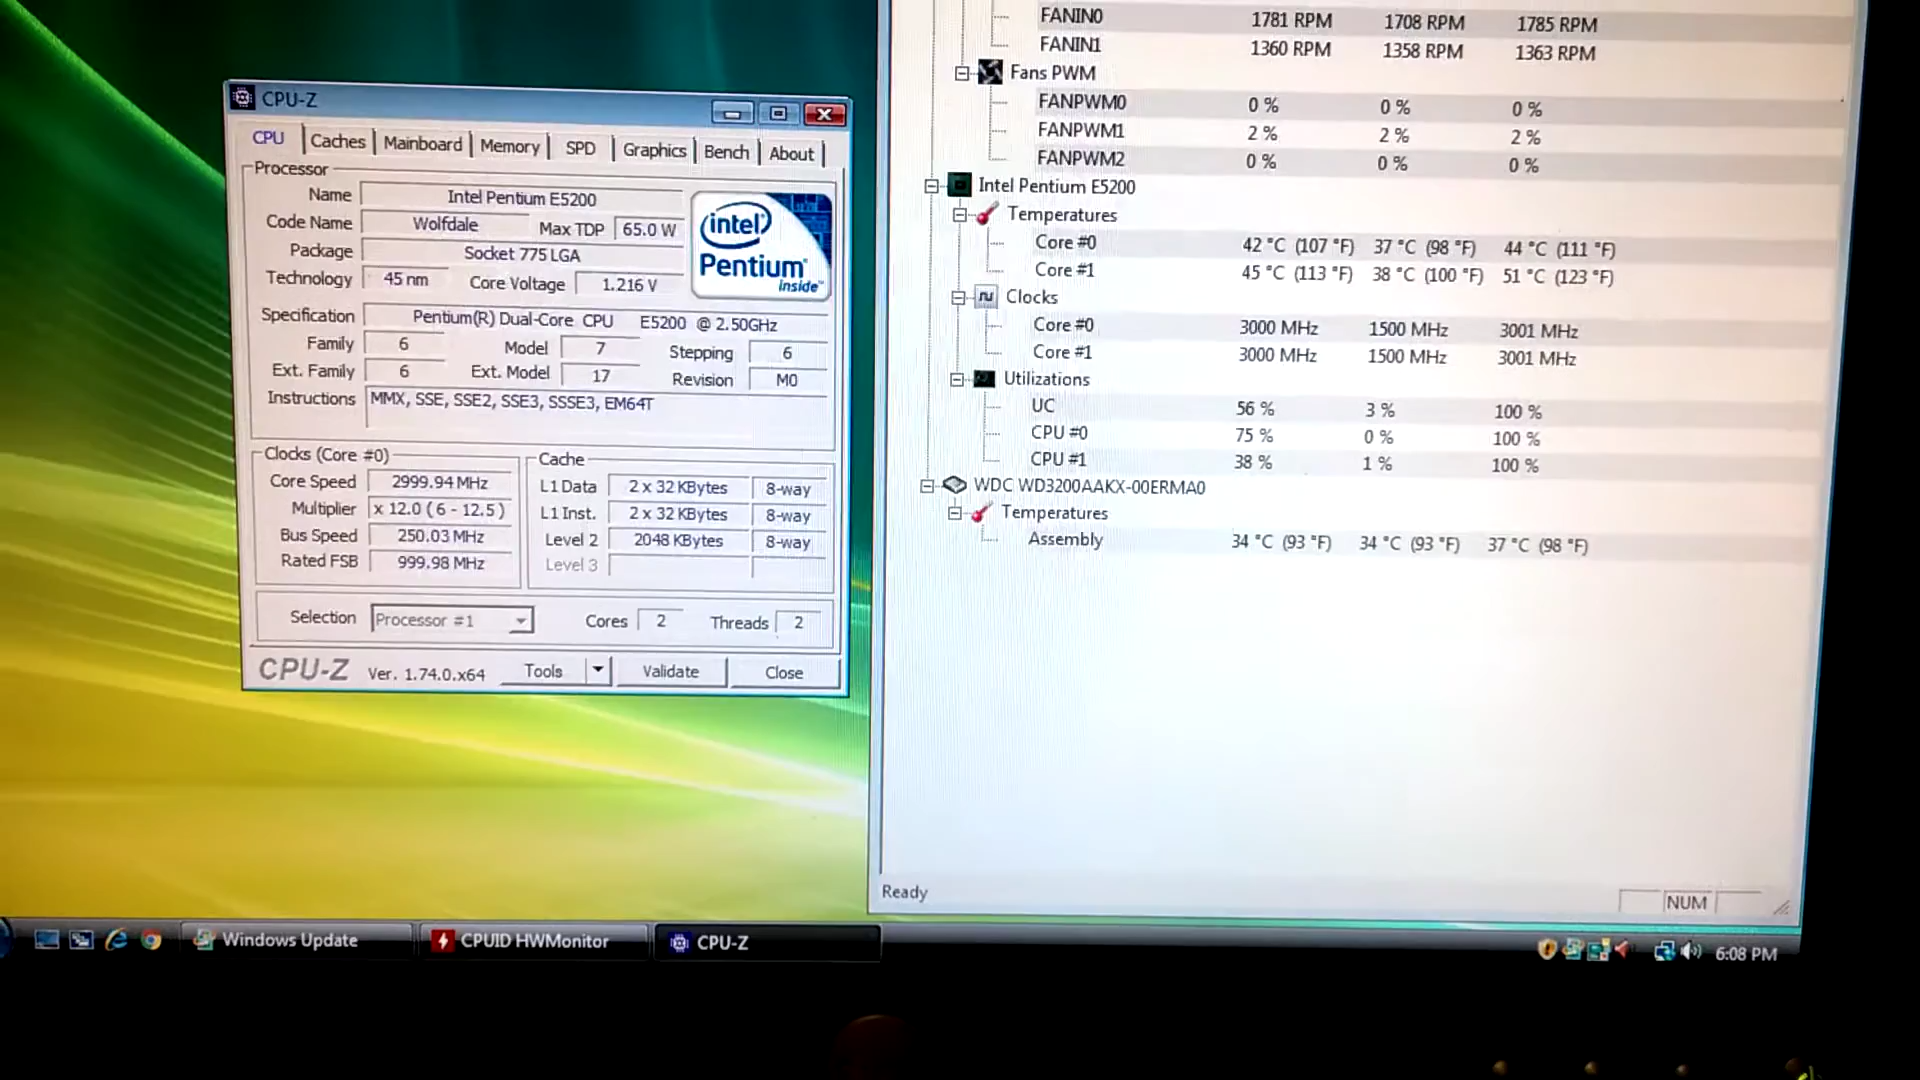 CPU-Z
CPU Caches Mainboard Memory SPD Graphics Bench About
Processor
Name Intel Pentium E5200
Code Name Wolfdale Max TDP 65.0 W
Package Socket 775 LGA
Technology 45 nm Core Voltage 1.216 V
intel Pentium inside
Specification Pentium(R) Dual-Core CPU E5200 @ 2.50GHz
Family 6 Model 7 Stepping 6
Ext. Family 6 Ext. Model 17 Revision M0
Instructions MMX, SSE, SSE2, SSE3, SSSE3, EM64T
Clocks (Core #0)
Core Speed 2999.94 MHz
Multiplier x 12.0 ( 6 - 12.5 )
Bus Speed 250.03 MHz
Rated FSB 999.98 MHz
Cache
L1 Data 2 x 32 KBytes 8-way
L1 Inst. 2 x 32 KBytes 8-way
Level 2 2048 KBytes 8-way
Level 3
Selection Processor #1 Cores 2 Threads 2
CPU-Z Ver. 1.74.0.x64 Tools Validate Close
FANIN0 1781 RPM 1708 RPM 1785 RPM
FANIN1 1360 RPM 1358 RPM 1363 RPM
Fans PWM
FANPWM0 0 % 0 % 0 %
FANPWM1 2 % 2 % 2 %
FANPWM2 0 % 0 % 0 %
Intel Pentium E5200
Temperatures
Core #0 42 °C (107 °F) 37 °C (98 °F) 44 °C (111 °F)
Core #1 45 °C (113 °F) 38 °C (100 °F) 51 °C (123 °F)
Clocks
Core #0 3000 MHz 1500 MHz 3001 MHz
Core #1 3000 MHz 1500 MHz 3001 MHz
Utilizations
UC 56 % 3 % 100 %
CPU #0 75 % 0 % 100 %
CPU #1 38 % 1 % 100 %
WDC WD3200AAKX-00ERMA0
Temperatures
Assembly 34 °C (93 °F) 34 °C (93 °F) 37 °C (98 °F)
Ready NUM
Windows Update CPUID HWMonitor CPU-Z 6:08 PM